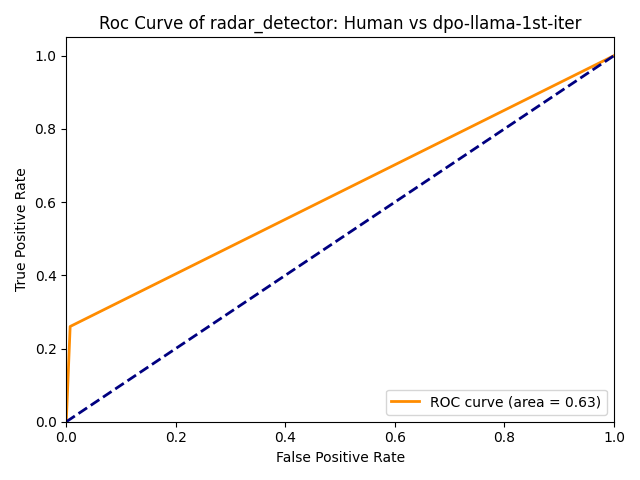 Roc Curve of radar_detector: Human vs dpo-llama-1st-iter
True Positive Rate
1.0
0.8
0.6
0.4
0.2
0.0
ROC curve (area = 0.63)
0.0 0.2 0.4 0.6 0.8 1.0
False Positive Rate